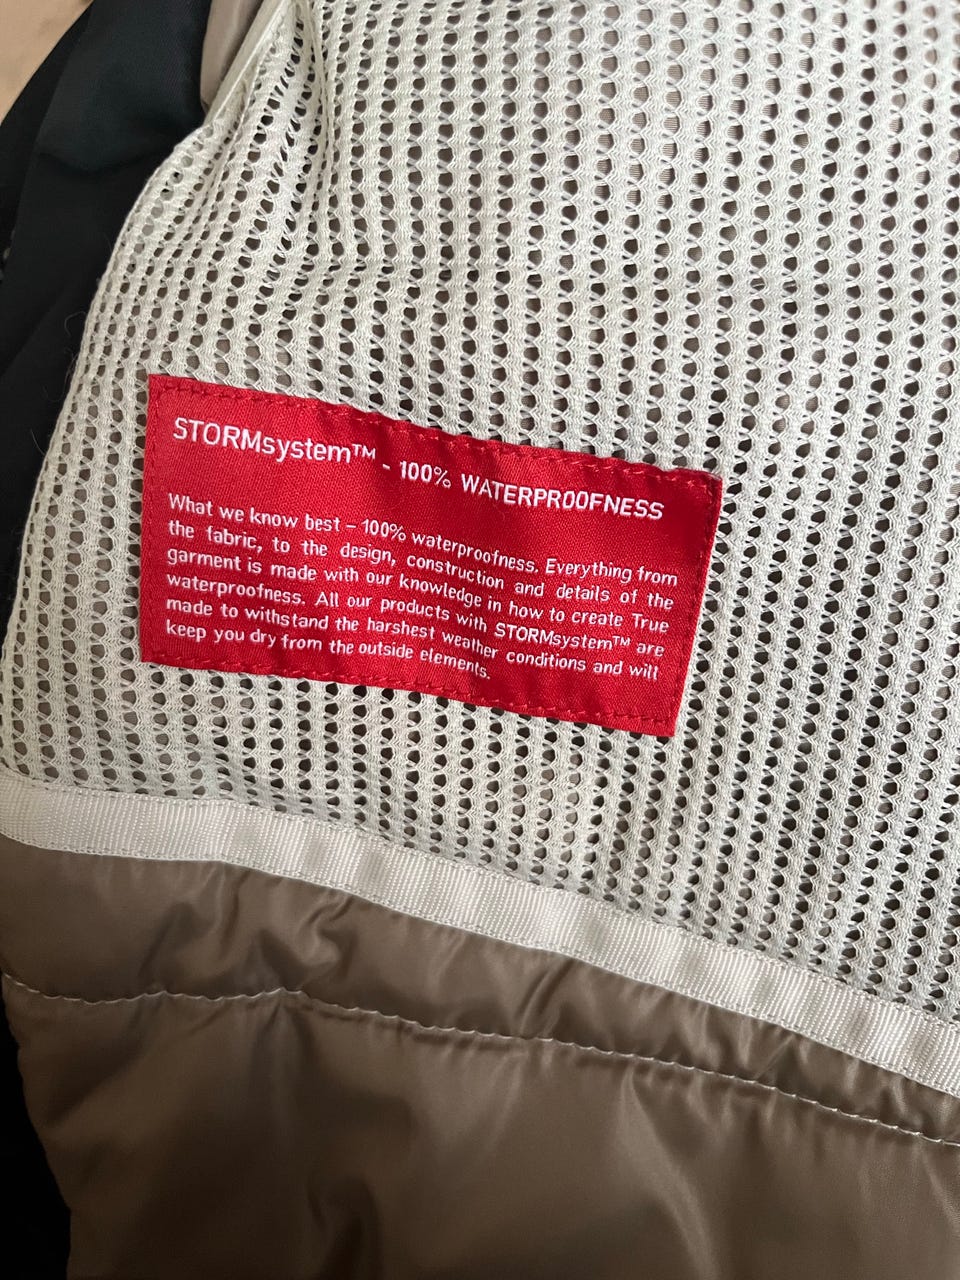 STORMsystem™ - 100% WATERPROOFNESS
What we know best – 100% waterproofness. Everything from
the fabric, to the design, construction and details of the
garment is made with our knowledge in how to create True
waterproofness. All our products with STORMsystem™ are
made to withstand the harshest weather conditions and will
keep you dry from the outside elements.